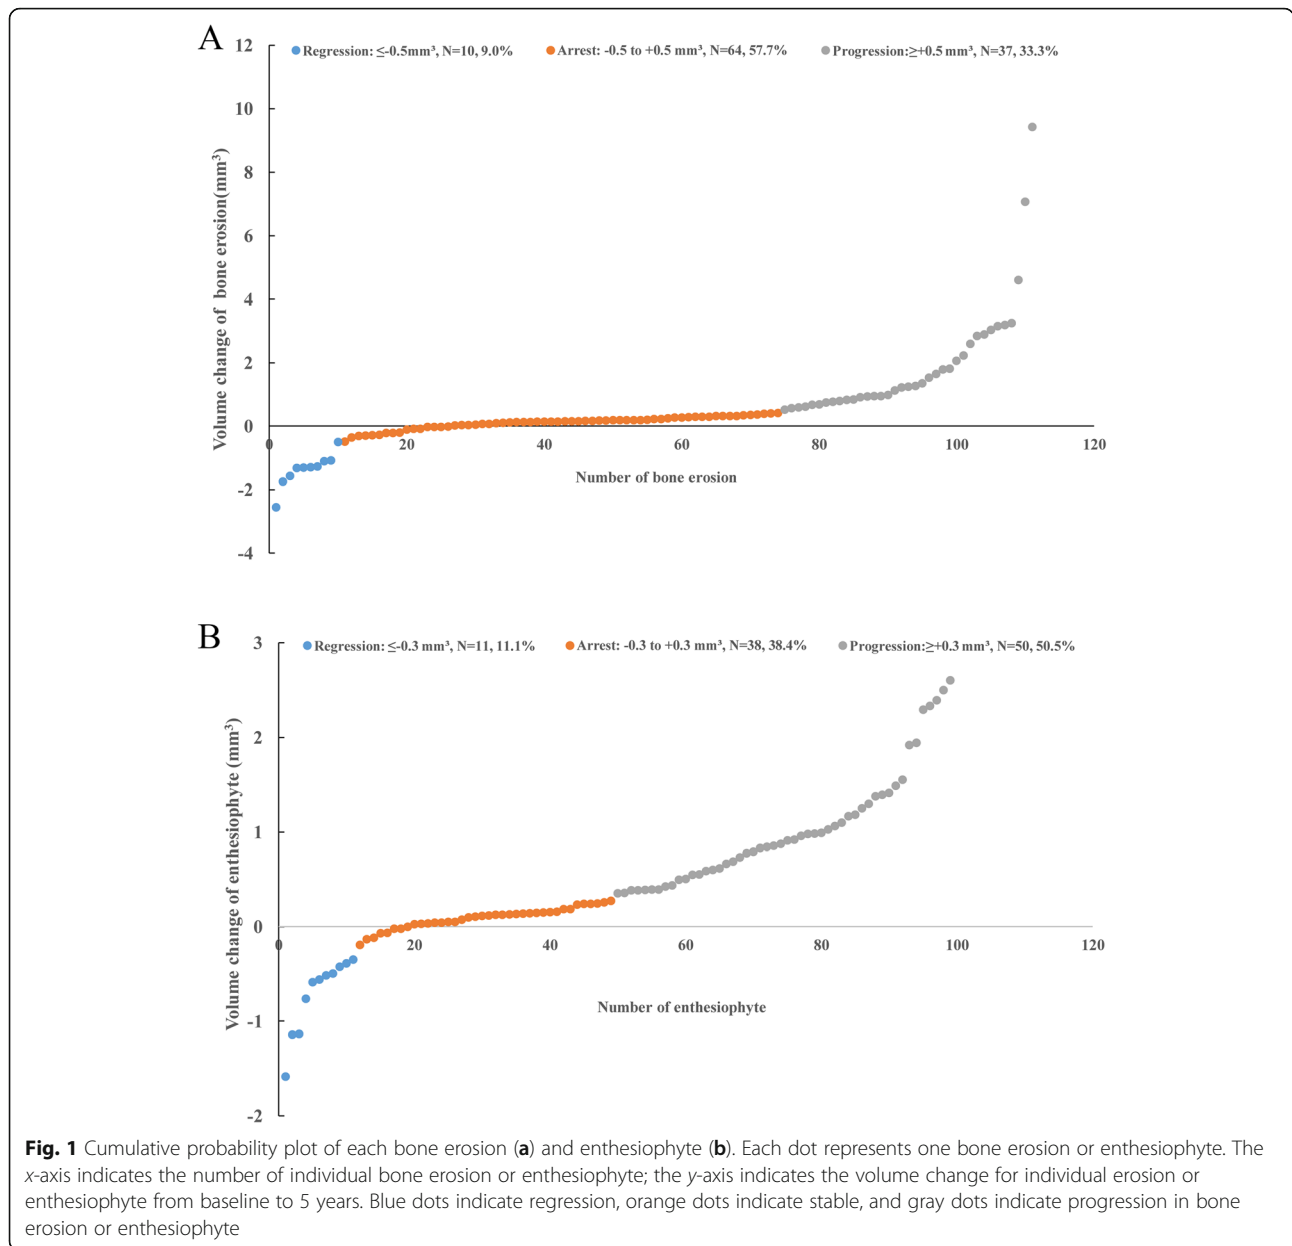 A
Regression: ≤-0.5mm³, N=10, 9.0%
Arrest: -0.5 to +0.5 mm³, N=64, 57.7%
Progression:≥+0.5 mm³, N=37, 33.3%
Volume change of bone erosion(mm³)
12
10
8
6
4
2
0
-2
-4
0
20
40
60
80
100
120
Number of bone erosion
B
Regression: ≤-0.3 mm³, N=11, 11.1%
Arrest: -0.3 to +0.3 mm³, N=38, 38.4%
Progression:≥+0.3 mm³, N=50, 50.5%
Volume change of enthesiophyte (mm³)
3
2
1
0
-1
-2
0
20
40
60
80
100
120
Number of enthesiophyte
Fig. 1 Cumulative probability plot of each bone erosion (a) and enthesiophyte (b). Each dot represents one bone erosion or enthesiophyte. The
x-axis indicates the number of individual bone erosion or enthesiophyte; the y-axis indicates the volume change for individual erosion or
enthesiophyte from baseline to 5 years. Blue dots indicate regression, orange dots indicate stable, and gray dots indicate progression in bone
erosion or enthesiophyte